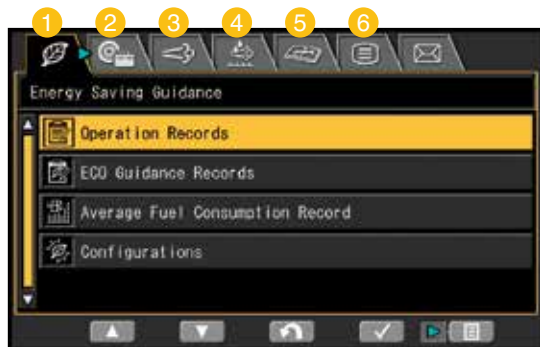 1 2 3 4 5 6
Energy Saving Guidance
Operation Records
ECO Guidance Records
Average Fuel Consumption Record
Configurations